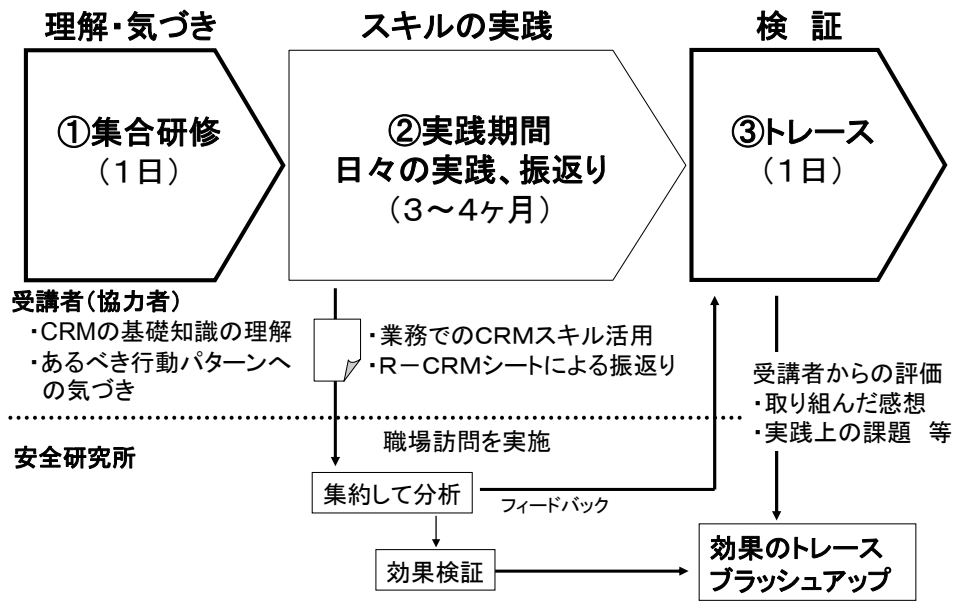 理解・気づき
スキルの実践
検 証
①集合研修
(1日)
②実践期間
日々の実践、振返り
(3～4ヶ月)
③トレース
(1日)
受講者(協力者)
・CRMの基礎知識の理解
・あるべき行動パターンへ
の気づき
・業務でのCRMスキル活用
・R－CRMシートによる振返り
受講者からの評価
・取り組んだ感想
・実践上の課題 等
職場訪問を実施
安全研究所
集約して分析
フィードバック
効果検証
効果のトレース
ブラッシュアップ